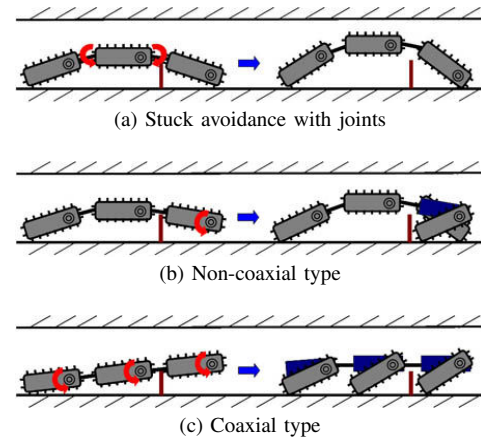 (a) Stuck avoidance with joints
(b) Non-coaxial type
(c) Coaxial type